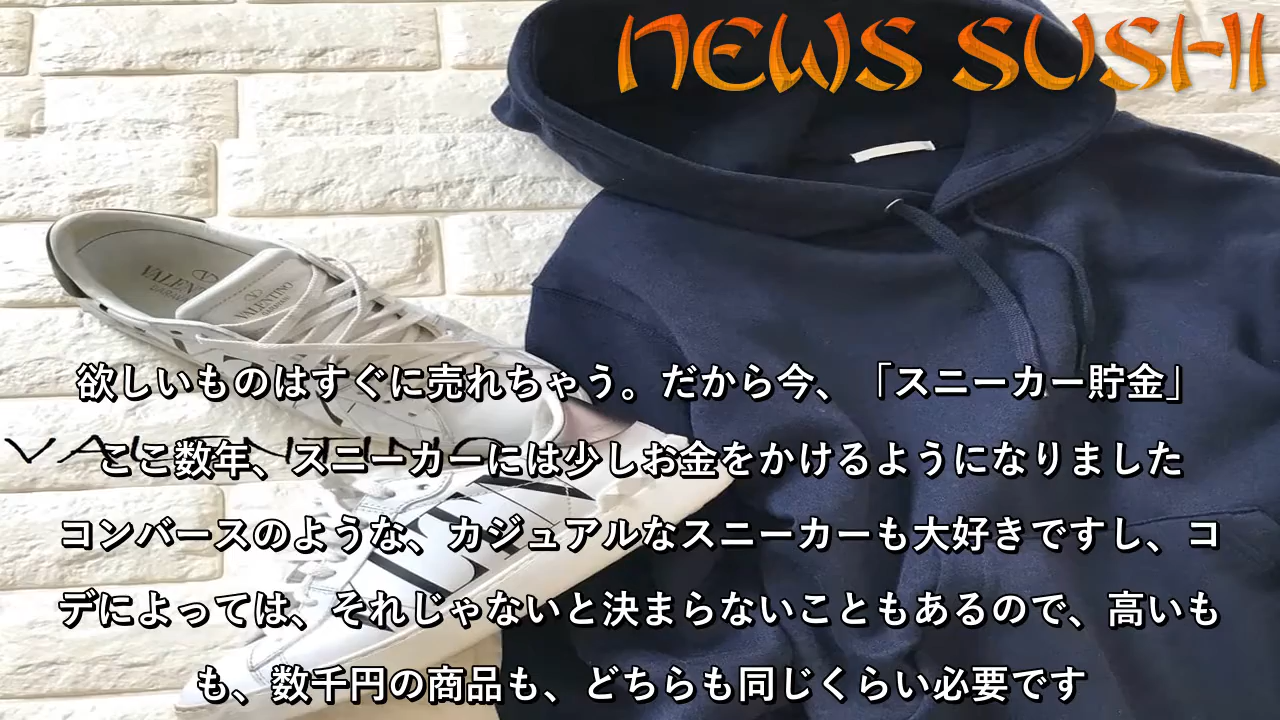 NEWS SUSHI
VALENTINO
欲しいものはすぐに売れちゃう。だから今、「スニーカー貯金」
ここ数年、スニーカーには少しお金をかけるようになりました
コンバースのような、カジュアルなスニーカーも大好きですし、コ
デによっては、それじゃないと決まらないこともあるので、高いも
も、数千円の商品も、どちらも同じくらい必要です